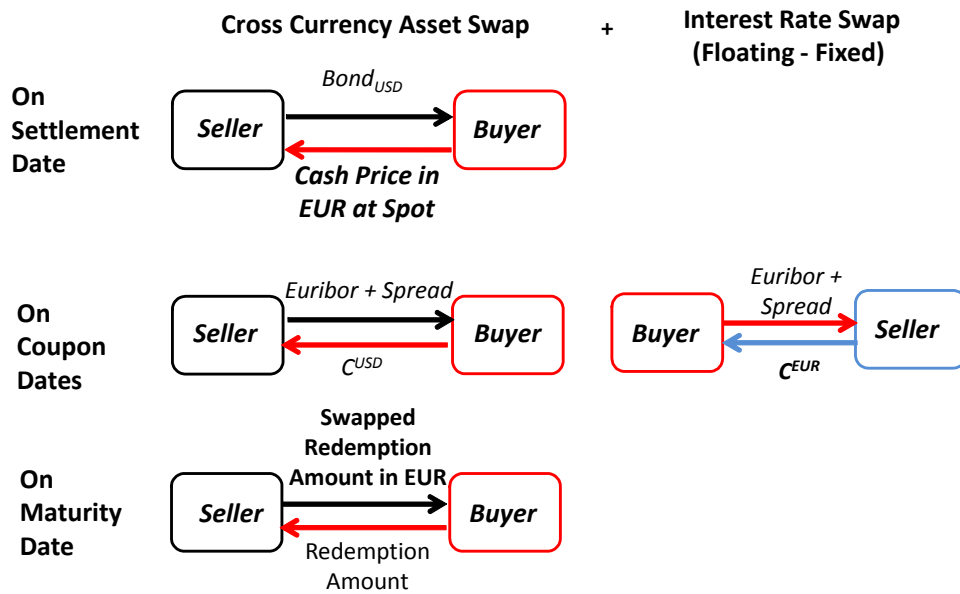 Cross Currency Asset Swap
+
Interest Rate Swap
(Floating - Fixed)
On
Settlement
Date
Seller
Bond_USD
Buyer
Cash Price in
EUR at Spot
On
Coupon
Dates
Seller
Euribor + Spread
Buyer
C^USD
Buyer
Euribor +
Spread
Seller
C^EUR
On
Maturity
Date
Swapped
Redemption
Amount in EUR
Seller
Buyer
Redemption
Amount